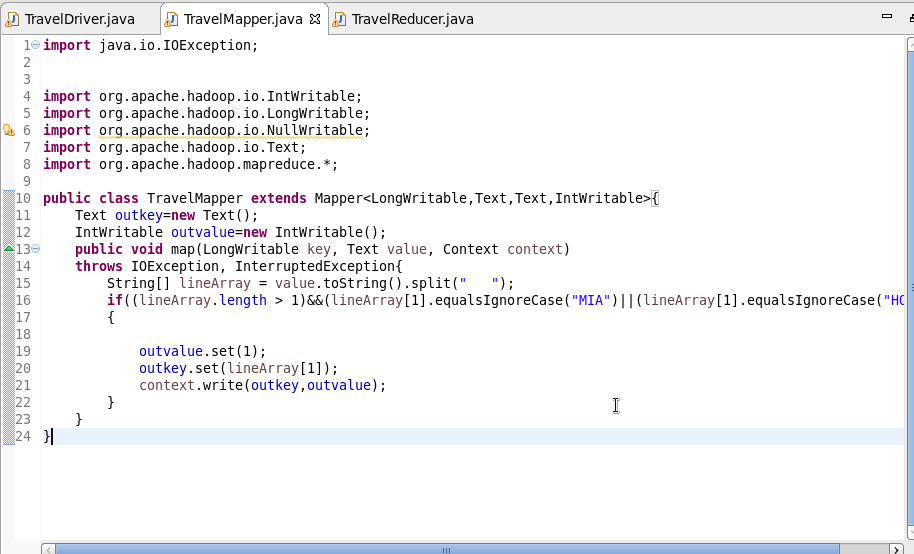 TravelDriver.java TravelMapper.java TravelReducer.java
1 import java.io.IOException;
2
3
4 import org.apache.hadoop.io.IntWritable;
5 import org.apache.hadoop.io.LongWritable;
6 import org.apache.hadoop.io.NullWritable;
7 import org.apache.hadoop.io.Text;
8 import org.apache.hadoop.mapreduce.*;
9
10 public class TravelMapper extends Mapper<LongWritable,Text,Text,IntWritable>{
11     Text outkey=new Text();
12     IntWritable outvalue=new IntWritable();
13     public void map(LongWritable key, Text value, Context context)
14     throws IOException, InterruptedException{
15         String[] lineArray = value.toString().split("   ");
16         if((lineArray.length > 1)&&(lineArray[1].equalsIgnoreCase("MIA")||(lineArray[1].equalsIgnoreCase("HO
17         {
18
19             outvalue.set(1);
20             outkey.set(lineArray[1]);
21             context.write(outkey,outvalue);
22         }
23     }
24 }